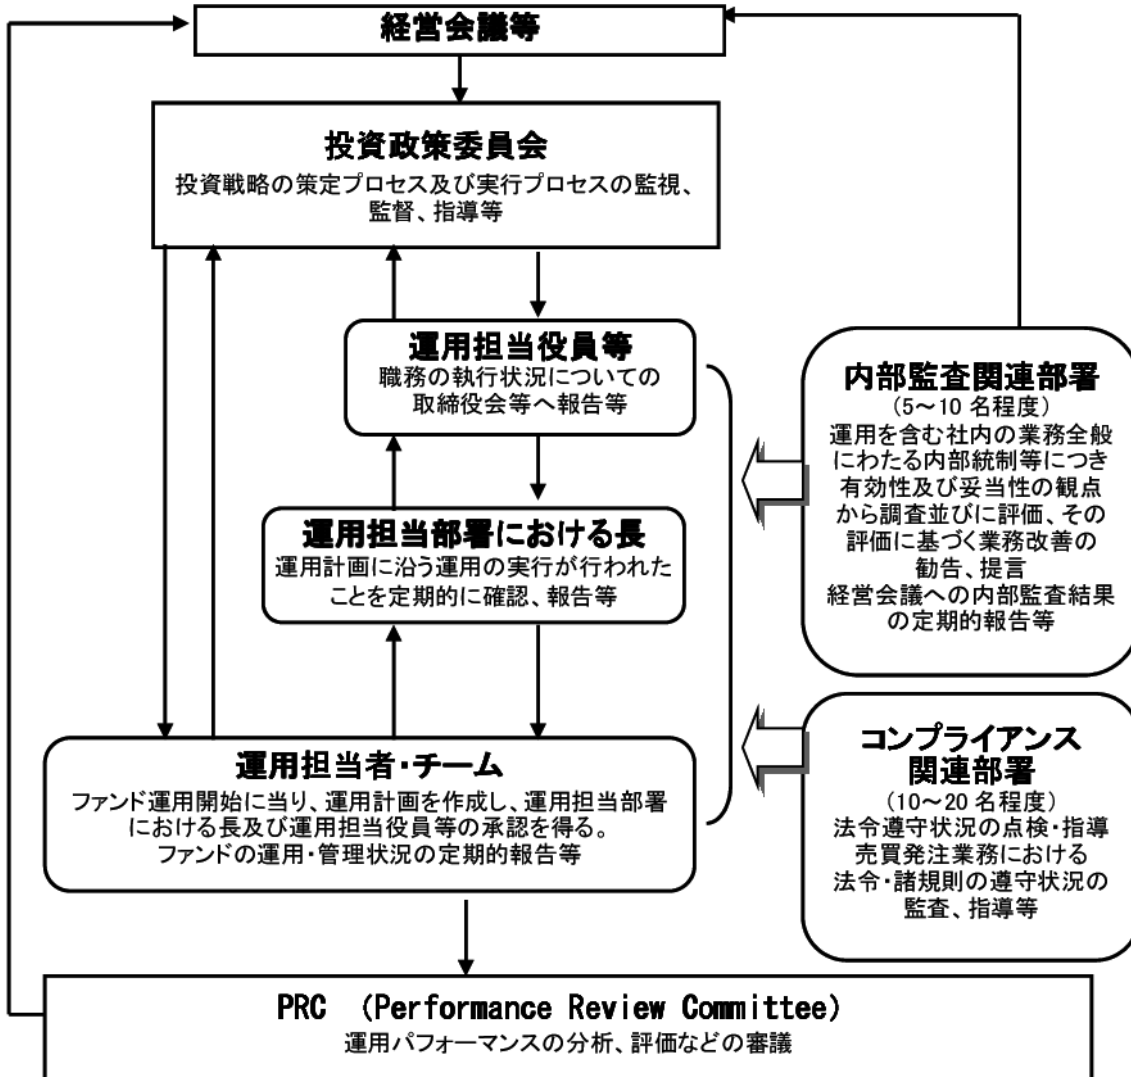 経営会議等
投資政策委員会
投資戦略の策定プロセス及び実行プロセスの監視、
監督、指導等
運用担当役員等
職務の執行状況についての
取締役会等へ報告等
運用担当部署における長
運用計画に沿う運用の実行が行われた
ことを定期的に確認、報告等
運用担当者・チーム
ファンド運用開始に当り、運用計画を作成し、運用担当部署
における長及び運用担当役員等の承認を得る。
ファンドの運用・管理状況の定期的報告等
内部監査関連部署
(5～10 名程度)
運用を含む社内の業務全般
にわたる内部統制等につき
有効性及び妥当性の観点
から調査並びに評価、その
評価に基づく業務改善の
勧告、提言
経営会議への内部監査結果
の定期的報告等
コンプライアンス
関連部署
(10～20 名程度)
法令遵守状況の点検・指導
売買発注業務における
法令・諸規則の遵守状況の
監査、指導等
PRC (Performance Review Committee)
運用パフォーマンスの分析、評価などの審議